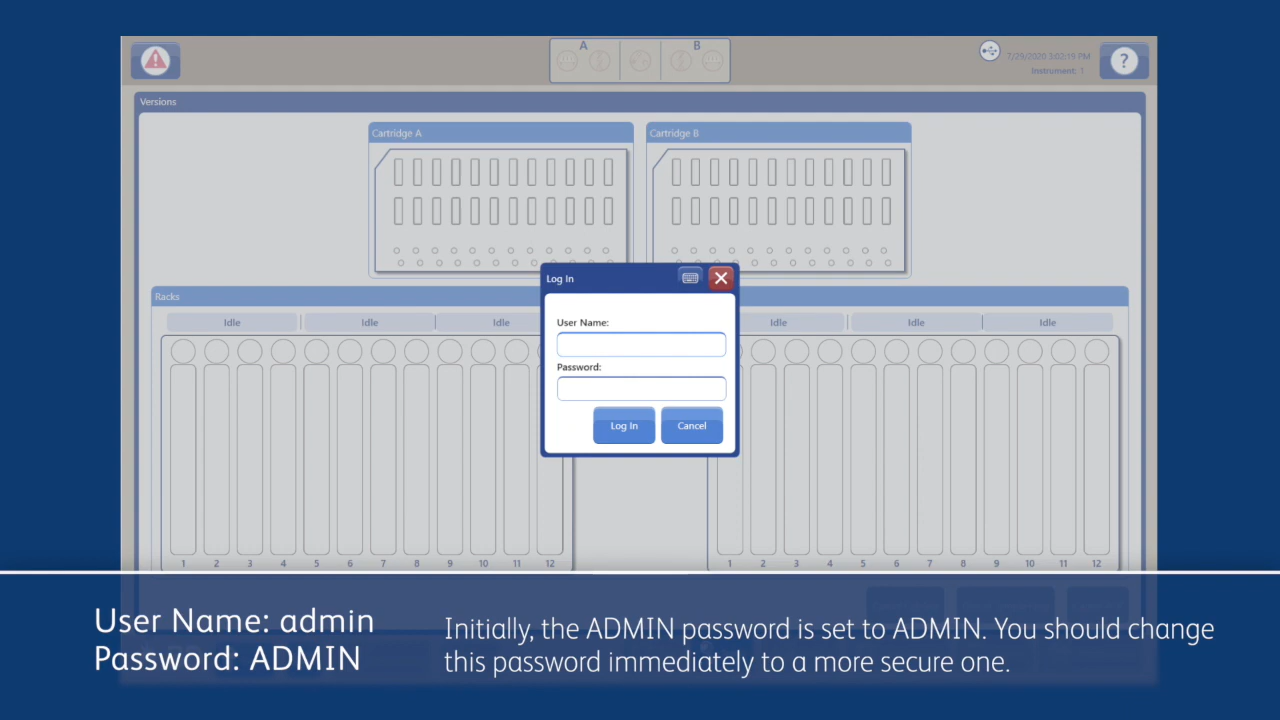 A B
7/29/2020 3:02:19 PM
Instrument: 1
?
Versions
Cartridge A Cartridge B
Log In
Racks
User Name:
Idle Idle Idle Idle Idle Idle
Password:
Log In Cancel
1 2 3 4 5 6 7 8 9 10 11 12 1 2 3 4 5 6 7 8 9 10 11 12
User Name: admin
Password: ADMIN
Initially, the ADMIN password is set to ADMIN. You should change
this password immediately to a more secure one.